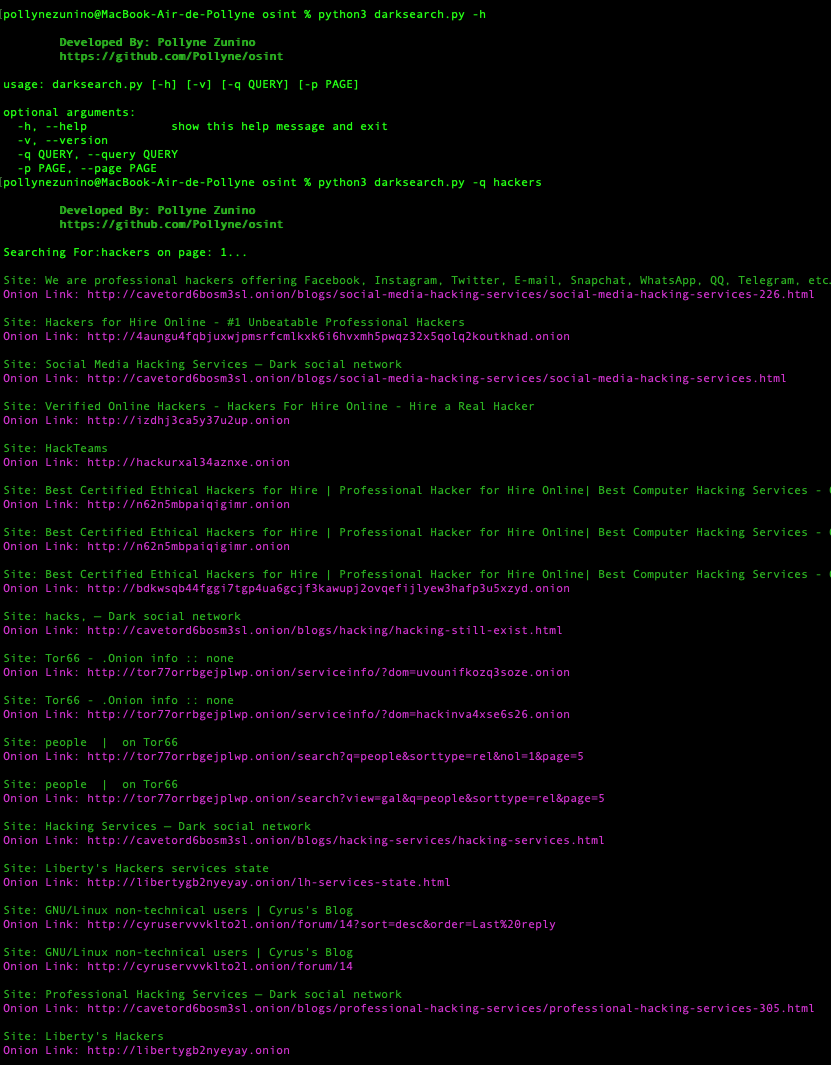 [pollynezunino@MacBook-Air-de-Pollyne osint % python3 darksearch.py -h
Developed By: Pollyne Zunino
https://github.com/Pollyne/osint
usage: darksearch.py [-h] [-v] [-q QUERY] [-p PAGE]
optional arguments:
-h, --help show this help message and exit
-v, --version
-q QUERY, --query QUERY
-p PAGE, --page PAGE
[pollynezunino@MacBook-Air-de-Pollyne osint % python3 darksearch.py -q hackers
Developed By: Pollyne Zunino
https://github.com/Pollyne/osint
Searching For:hackers on page: 1...
Site: We are professional hackers offering Facebook, Instagram, Twitter, E-mail, Snapchat, WhatsApp, QQ, Telegram, etc.
Onion Link: http://cavetord6bosm3sl.onion/blogs/social-media-hacking-services/social-media-hacking-services-226.html
Site: Hackers for Hire Online - #1 Unbeatable Professional Hackers
Onion Link: http://4aungu4fqbjuxwjpmsrfcmlkxk6i6hvxmh5pwqz32x5qolq2koutkhad.onion
Site: Social Media Hacking Services — Dark social network
Onion Link: http://cavetord6bosm3sl.onion/blogs/social-media-hacking-services/social-media-hacking-services.html
Site: Verified Online Hackers - Hackers For Hire Online - Hire a Real Hacker
Onion Link: http://izdhj3ca5y37u2up.onion
Site: HackTeams
Onion Link: http://hackurxal34aznxe.onion
Site: Best Certified Ethical Hackers for Hire | Professional Hacker for Hire Online| Best Computer Hacking Services -
Onion Link: http://n62n5mbpaiqigimr.onion
Site: Best Certified Ethical Hackers for Hire | Professional Hacker for Hire Online| Best Computer Hacking Services -
Onion Link: http://n62n5mbpaiqigimr.onion
Site: Best Certified Ethical Hackers for Hire | Professional Hacker for Hire Online| Best Computer Hacking Services -
Onion Link: http://bdkwsqb44fggi7tgp4ua6gcjf3kawupj2ovqefijlyew3hafp3u5xzyd.onion
Site: hacks, — Dark social network
Onion Link: http://cavetord6bosm3sl.onion/blogs/hacking/hacking-still-exist.html
Site: Tor66 - .Onion info :: none
Onion Link: http://tor77orrbgejplwp.onion/serviceinfo/?dom=uvounifkozq3soze.onion
Site: Tor66 - .Onion info :: none
Onion Link: http://tor77orrbgejplwp.onion/serviceinfo/?dom=hackinva4xse6s26.onion
Site: people | on Tor66
Onion Link: http://tor77orrbgejplwp.onion/search?q=people&sorttype=rel&nol=1&page=5
Site: people | on Tor66
Onion Link: http://tor77orrbgejplwp.onion/search?view=gal&q=people&sorttype=rel&page=5
Site: Hacking Services — Dark social network
Onion Link: http://cavetord6bosm3sl.onion/blogs/hacking-services/hacking-services.html
Site: Liberty's Hackers services state
Onion Link: http://libertygb2nyeyay.onion/lh-services-state.html
Site: GNU/Linux non-technical users | Cyrus's Blog
Onion Link: http://cyruservvvklto2l.onion/forum/14?sort=desc&order=Last%20reply
Site: GNU/Linux non-technical users | Cyrus's Blog
Onion Link: http://cyruservvvklto2l.onion/forum/14
Site: Professional Hacking Services — Dark social network
Onion Link: http://cavetord6bosm3sl.onion/blogs/professional-hacking-services/professional-hacking-services-305.html
Site: Liberty's Hackers
Onion Link: http://libertygb2nyeyay.onion